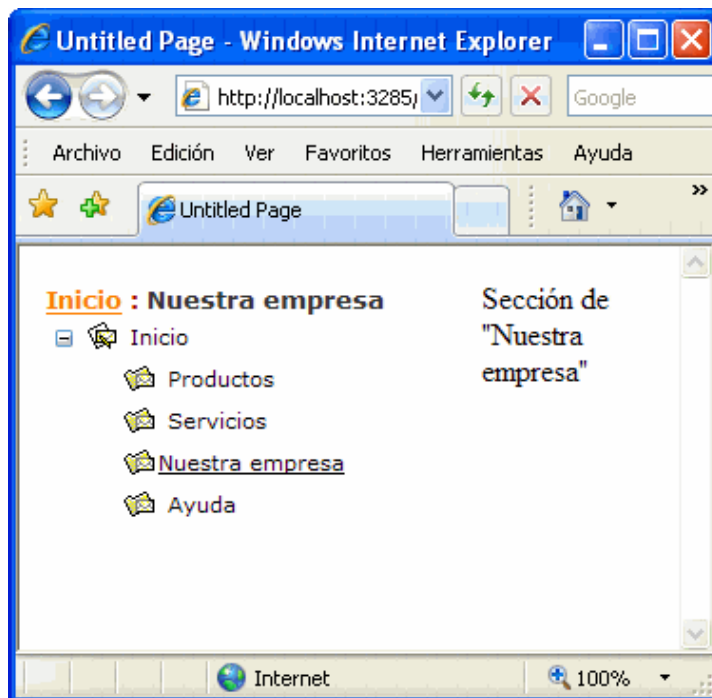 Untitled Page - Windows Internet Explorer
http://localhost:3285/
Google
Archivo Edición Ver Favoritos Herramientas Ayuda
Untitled Page
»
Inicio : Nuestra empresa
Inicio
Productos
Servicios
Nuestra empresa
Ayuda
Sección de
"Nuestra
empresa"
Internet
100%